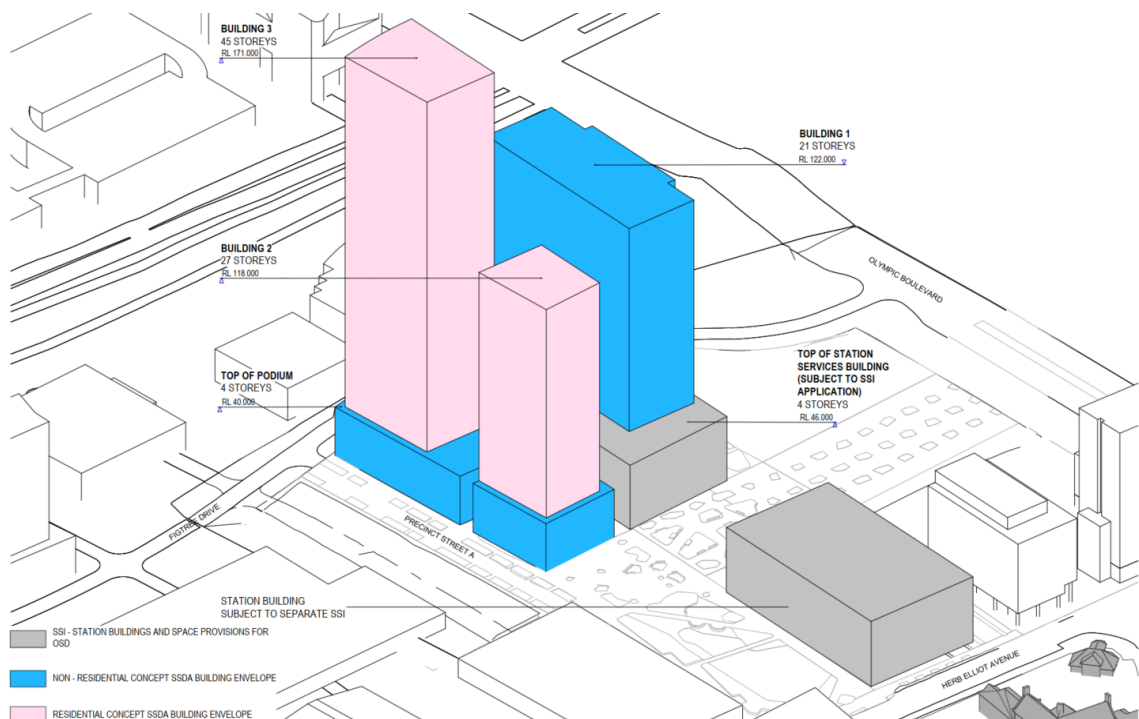 BUILDING 3
45 STOREYS
RL 171.000
BUILDING 1
21 STOREYS
RL 122.000
BUILDING 2
27 STOREYS
RL 118.000
OLYMPIC BOULEVARD
TOP OF STATION
SERVICES BUILDING
(SUBJECT TO SSI
APPLICATION)
4 STOREYS
RL 46.000
TOP OF PODIUM
4 STOREYS
RL 40.000
FIGTREE DRIVE
PRECINCT STREET A
STATION BUILDING
SUBJECT TO SEPARATE SSI
HERB ELLIOT AVENUE
SSI - STATION BUILDINGS AND SPACE PROVISIONS FOR
OSD
NON - RESIDENTIAL CONCEPT SSDA BUILDING ENVELOPE
RESIDENTIAL CONCEPT SSDA BUILDING ENVELOPE